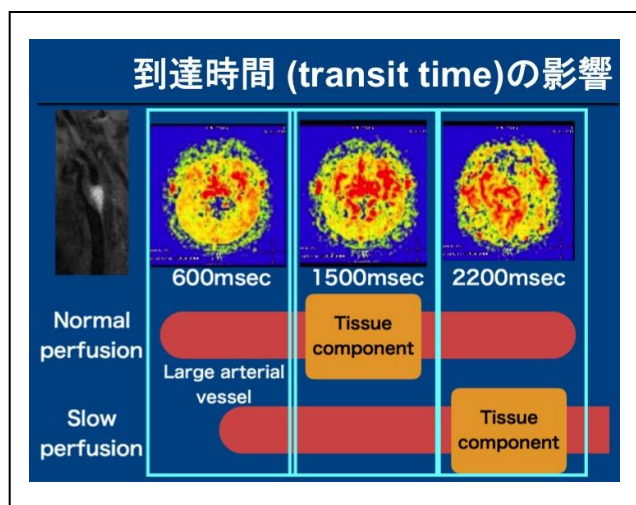 到達時間 (transit time)の影響
600msec
1500msec
2200msec
Normal
perfusion
Tissue
component
Large arterial
vessel
Slow
perfusion
Tissue
component